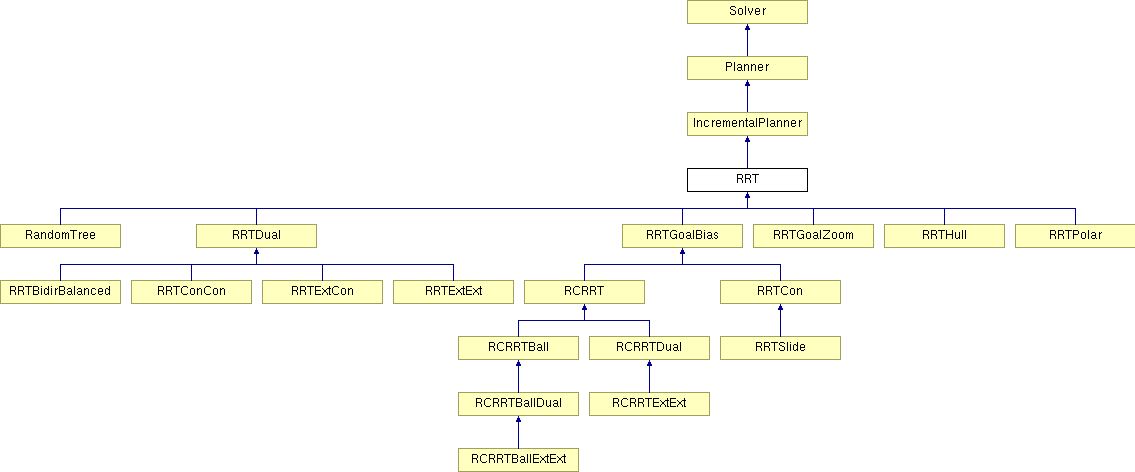 Solver
Planner
IncrementalPlanner
RRT
RandomTree
RRTDual
RRTGoalBias
RRTGoalZoom
RRTHull
RRTPolar
RRTBidirBalanced
RRTConCon
RRTExtCon
RRTExtExt
RCRRT
RRTCon
RCRRTBall
RCRRTDual
RRTSlide
RCRRTBallDual
RCRRTExtExt
RCRRTBallExtExt